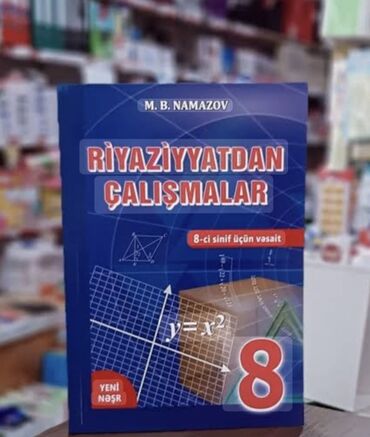 M. B. NAMAZOV
RİYAZİYYATDAN
ÇALIŞMALAR
8-ci sinif üçün vəsait
y=x²
8
YENİ
NƏŞR